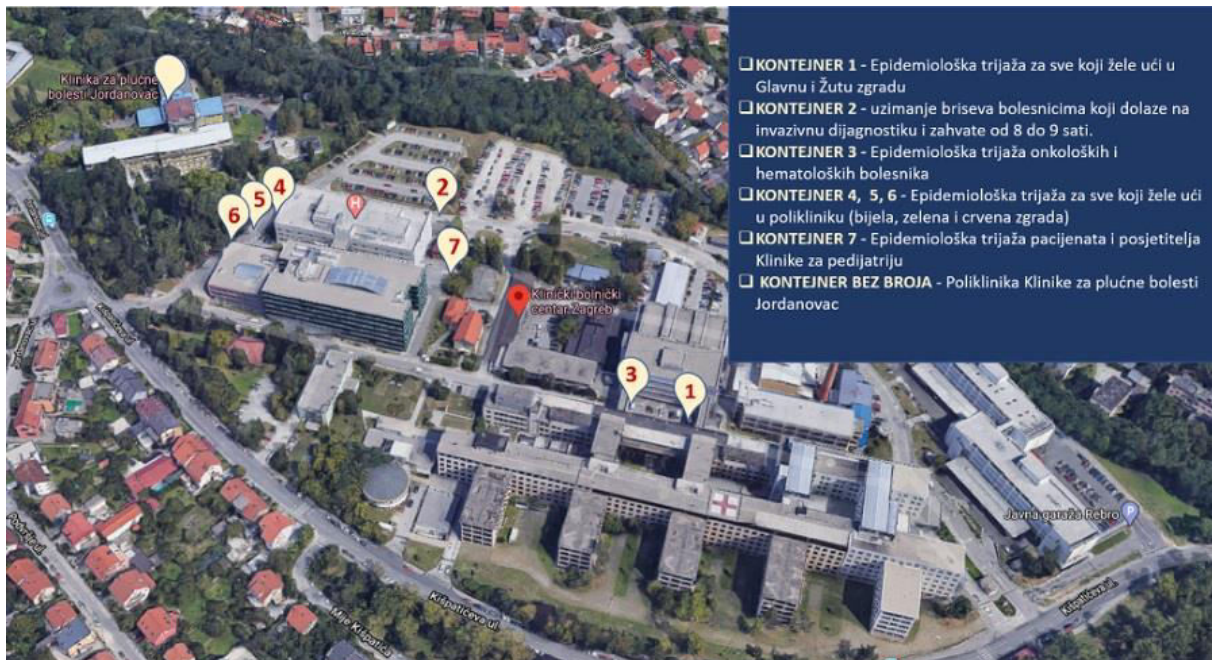 Klinika za plućne
bolesti Jordanovac
6
5
4
H
2
7
Klinički bolnički
centar Zagreb
3
1
Javna garaža Rebro
P
Kišpatićeva ul.
Mije Kišpatića
Kišpatićeva ul.
Kišpatićeva ul.
❑ KONTEJNER 1 - Epidemiološka trijaža za sve koji žele ući u
Glavnu i Žutu zgradu
❑ KONTEJNER 2 - uzimanje briseva bolesnicima koji dolaze na
invazivnu dijagnostiku i zahvate od 8 do 9 sati.
❑ KONTEJNER 3 - Epidemiološka trijaža onkoloških i
hematoloških bolesnika
❑ KONTEJNER 4, 5, 6 - Epidemiološka trijaža za sve koji žele ući
u polikliniku (bijela, zelena i crvena zgrada)
❑ KONTEJNER 7 - Epidemiološka trijaža pacijenata i posjetitelja
Klinike za pedijatriju
❑ KONTEJNER BEZ BROJA - Poliklinika Klinike za plućne bolesti
Jordanovac